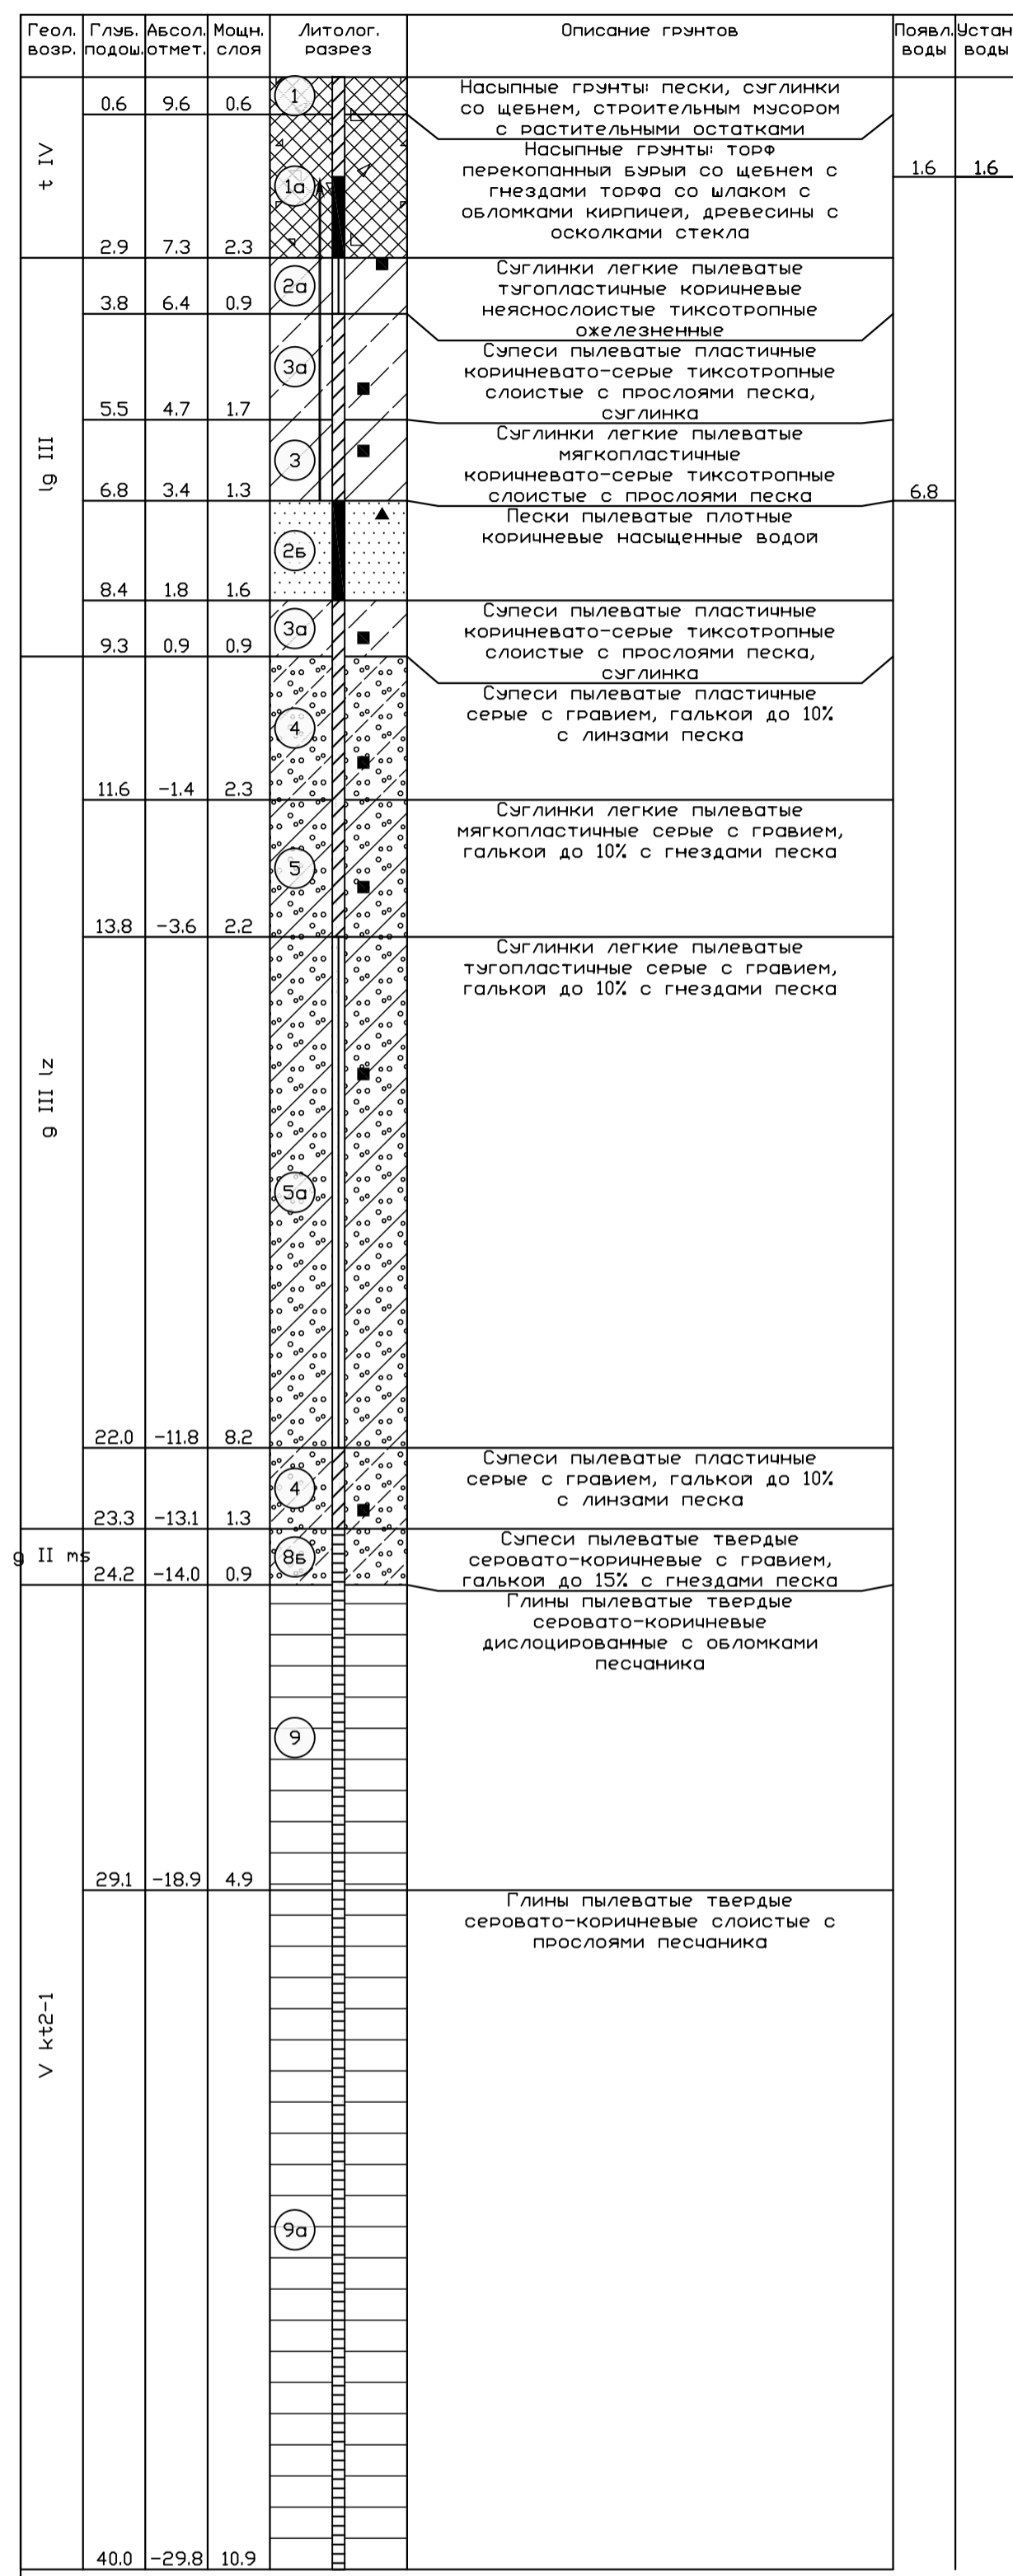 Геол. Глуб. Абсол. Мощн. Литолог. Описание грунтов Появл. Устан
возр. подош. отмет. слоя разрез воды воды
t IV
1
0.6 9.6 0.6
Насыпные грунты: пески, суглинки
со щебнем, строительным мусором
с растительными остатками
1а
2.9 7.3 2.3
Насыпные грунты: торф
перекопанный бурый со щебнем с
гнездами торфа со шлаком с
обломками кирпичей, древесины с
осколками стекла
1.6 1.6
lg III
2а
3.8 6.4 0.9
Суглинки легкие пылеватые
тугопластичные коричневые
неяснослоистые тиксотропные
ожелезненные
3а
5.5 4.7 1.7
Супеси пылеватые пластичные
коричневато-серые тиксотропные
слоистые с прослоями песка,
суглинка
3
6.8 3.4 1.3
Суглинки легкие пылеватые
мягкопластичные
коричневато-серые тиксотропные
слоистые с прослоями песка
6.8
2б
8.4 1.8 1.6
Пески пылеватые плотные
коричневые насыщенные водой
3а
9.3 0.9 0.9
Супеси пылеватые пластичные
коричневато-серые тиксотропные
слоистые с прослоями песка,
суглинка
g III lz
4
11.6 -1.4 2.3
Супеси пылеватые пластичные
серые с гравием, галькой до 10%
с линзами песка
5
13.8 -3.6 2.2
Суглинки легкие пылеватые
мягкопластичные серые с гравием,
галькой до 10% с гнездами песка
5а
22.0 -11.8 8.2
Суглинки легкие пылеватые
тугопластичные серые с гравием,
галькой до 10% с гнездами песка
4
23.3 -13.1 1.3
Супеси пылеватые пластичные
серые с гравием, галькой до 10%
с линзами песка
g II ms
8б
24.2 -14.0 0.9
Супеси пылеватые твердые
серовато-коричневые с гравием,
галькой до 15% с гнездами песка
V kt2-1
9
29.1 -18.9 4.9
Глины пылеватые твердые
серовато-коричневые
дислоцированные с обломками
песчаника
9а
40.0 -29.8 10.9
Глины пылеватые твердые
серовато-коричневые слоистые с
прослоями песчаника